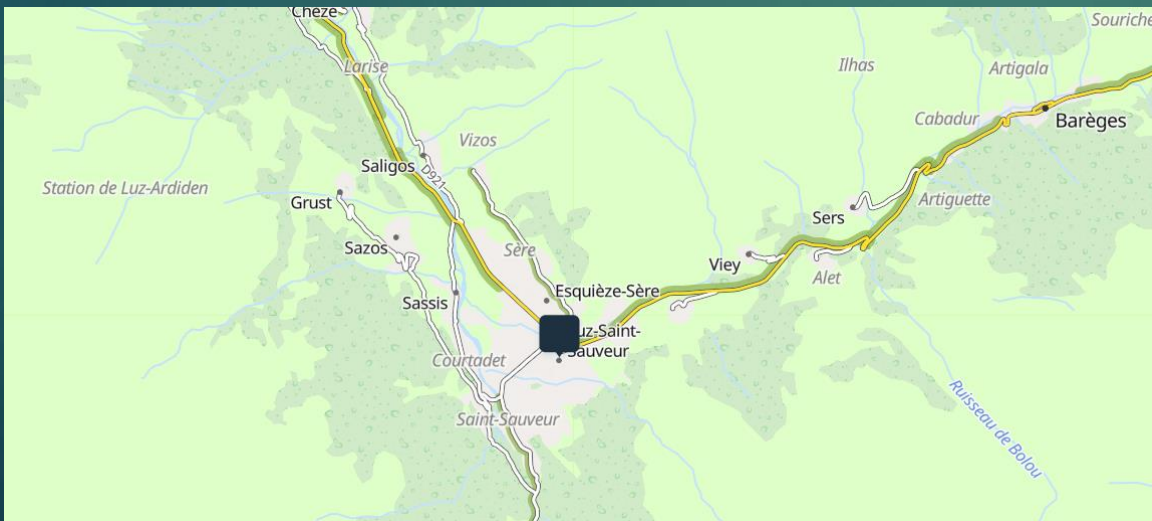 Chèze
Souriche
Larise
Ilhas
Artigala
Cabadur
Barèges
Vizos
Saligos
D921
Station de Luz-Ardiden
Grust
Artiguette
Sers
Sazos
Sère
Viey
Alet
Esquièze-Sère
Sassis
uz-Saint-
Sauveur
Courtadet
Saint-Sauveur
Ruisseau de Bolou